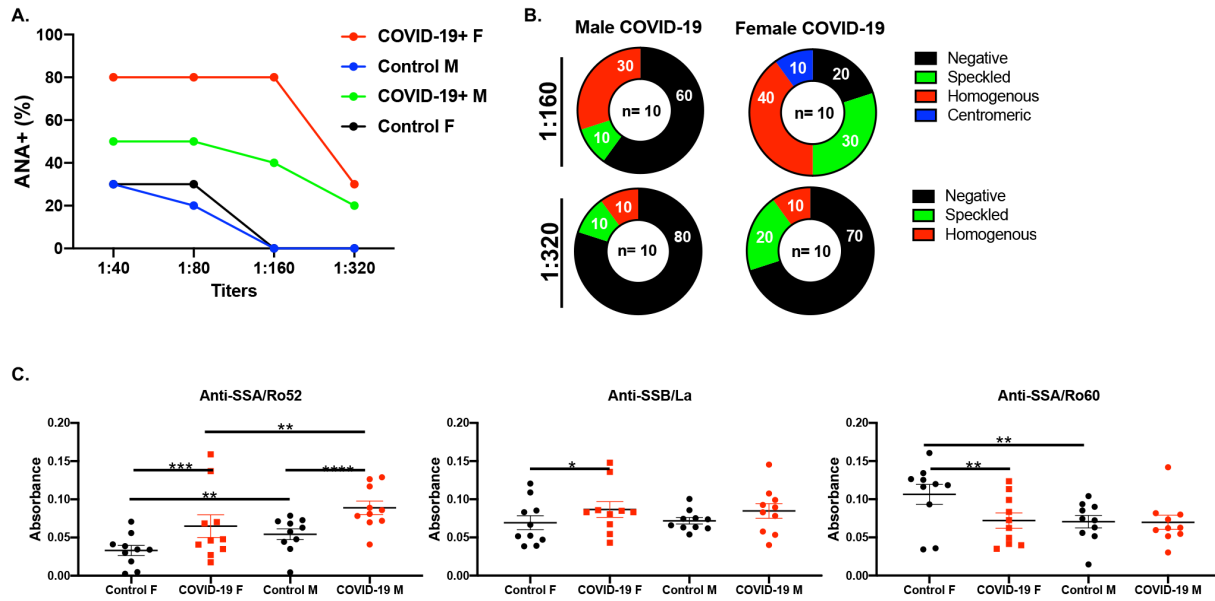 A.
100
80
60
40
20
0
ANA+ (%)
1:40 1:80 1:160 1:320
Titers
COVID-19+ F
Control M
COVID-19+ M
Control F
B.
Male COVID-19 Female COVID-19
1:160
30
60
10
n= 10
10
20
40
30
n= 10
Negative
Speckled
Homogenous
Centromeric
1:320
10
10
80
n= 10
10
20
70
n= 10
Negative
Speckled
Homogenous
C.
Anti-SSA/Ro52
Absorbance
0.20
0.15
0.10
0.05
0.00
**
***
****
**
Control F COVID-19 F Control M COVID-19 M
Anti-SSB/La
Absorbance
0.20
0.15
0.10
0.05
0.00
*
Control F COVID-19 F Control M COVID-19 M
Anti-SSA/Ro60
Absorbance
0.20
0.15
0.10
0.05
0.00
**
**
Control F COVID-19 F Control M COVID-19 M